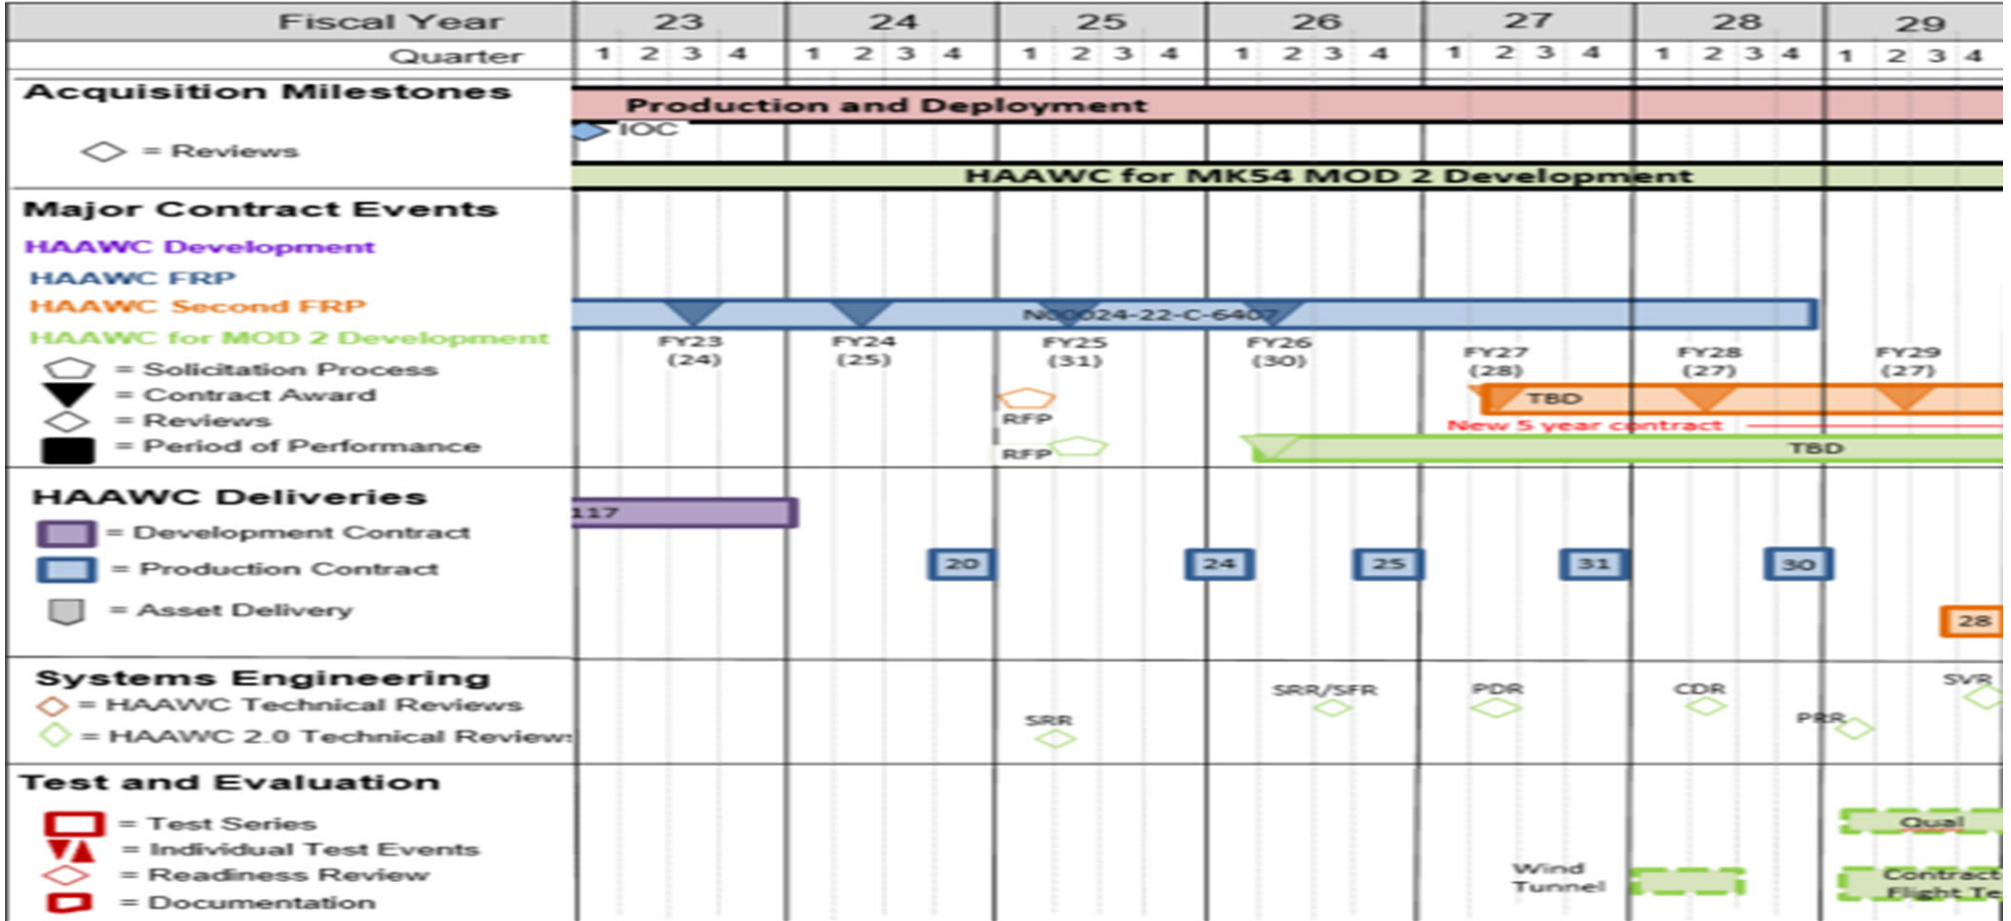 Fiscal Year 23 24 25 26 27 28 29
Quarter 1 2 3 4 1 2 3 4 1 2 3 4 1 2 3 4 1 2 3 4 1 2 3 4 1 2 3 4
Acquisition Milestones
Production and Deployment
IOC
= Reviews
HAAWC for MK54 MOD 2 Development
Major Contract Events
HAAWC Development
HAAWC FRP
HAAWC Second FRP
N00024-22-C-6407
HAAWC for MOD 2 Development
FY23 FY24 FY25 FY26 FY27 FY28 FY29
(24) (25) (31) (30) (28) (27) (27)
= Solicitation Process
= Contract Award
TBD
RFP
= Reviews
New 5 year contract
= Period of Performance
RFP
TBD
HAAWC Deliveries
117
= Development Contract
= Production Contract
20 24 25 31 30
= Asset Delivery
28
Systems Engineering
= HAAWC Technical Reviews
= HAAWC 2.0 Technical Reviews
SRR SRR/SFR PDR CDR PRR SVR
Test and Evaluation
= Test Series
Qual
= Individual Test Events
= Readiness Review
Wind
Tunnel
Contract
Flight Te
= Documentation